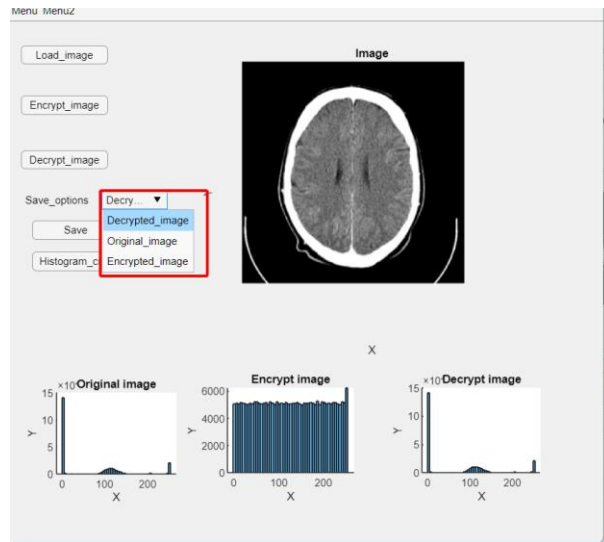 Menu Menu2
Load_image
Image
Encrypt_image
Decrypt_image
Save_options Decry... ▼
Decrypted_image
Save
Original_image
Histogram_c
Encrypted_image
X
Original image
15
10
5
0
Y
0 100 200
X
Encrypt image
6000
4000
2000
0
Y
0 100 200
X
Decrypt image
15
10
5
0
Y
0 100 200
X